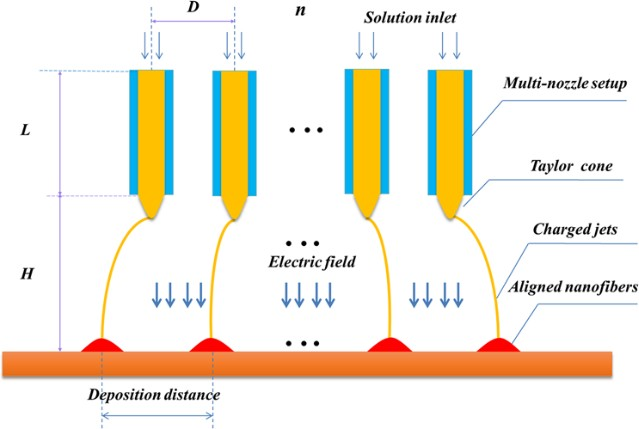 D
n
Solution inlet
Multi-nozzle setup
L
Taylor cone
Charged jets
H
Electric field
Aligned nanofibers
Deposition distance